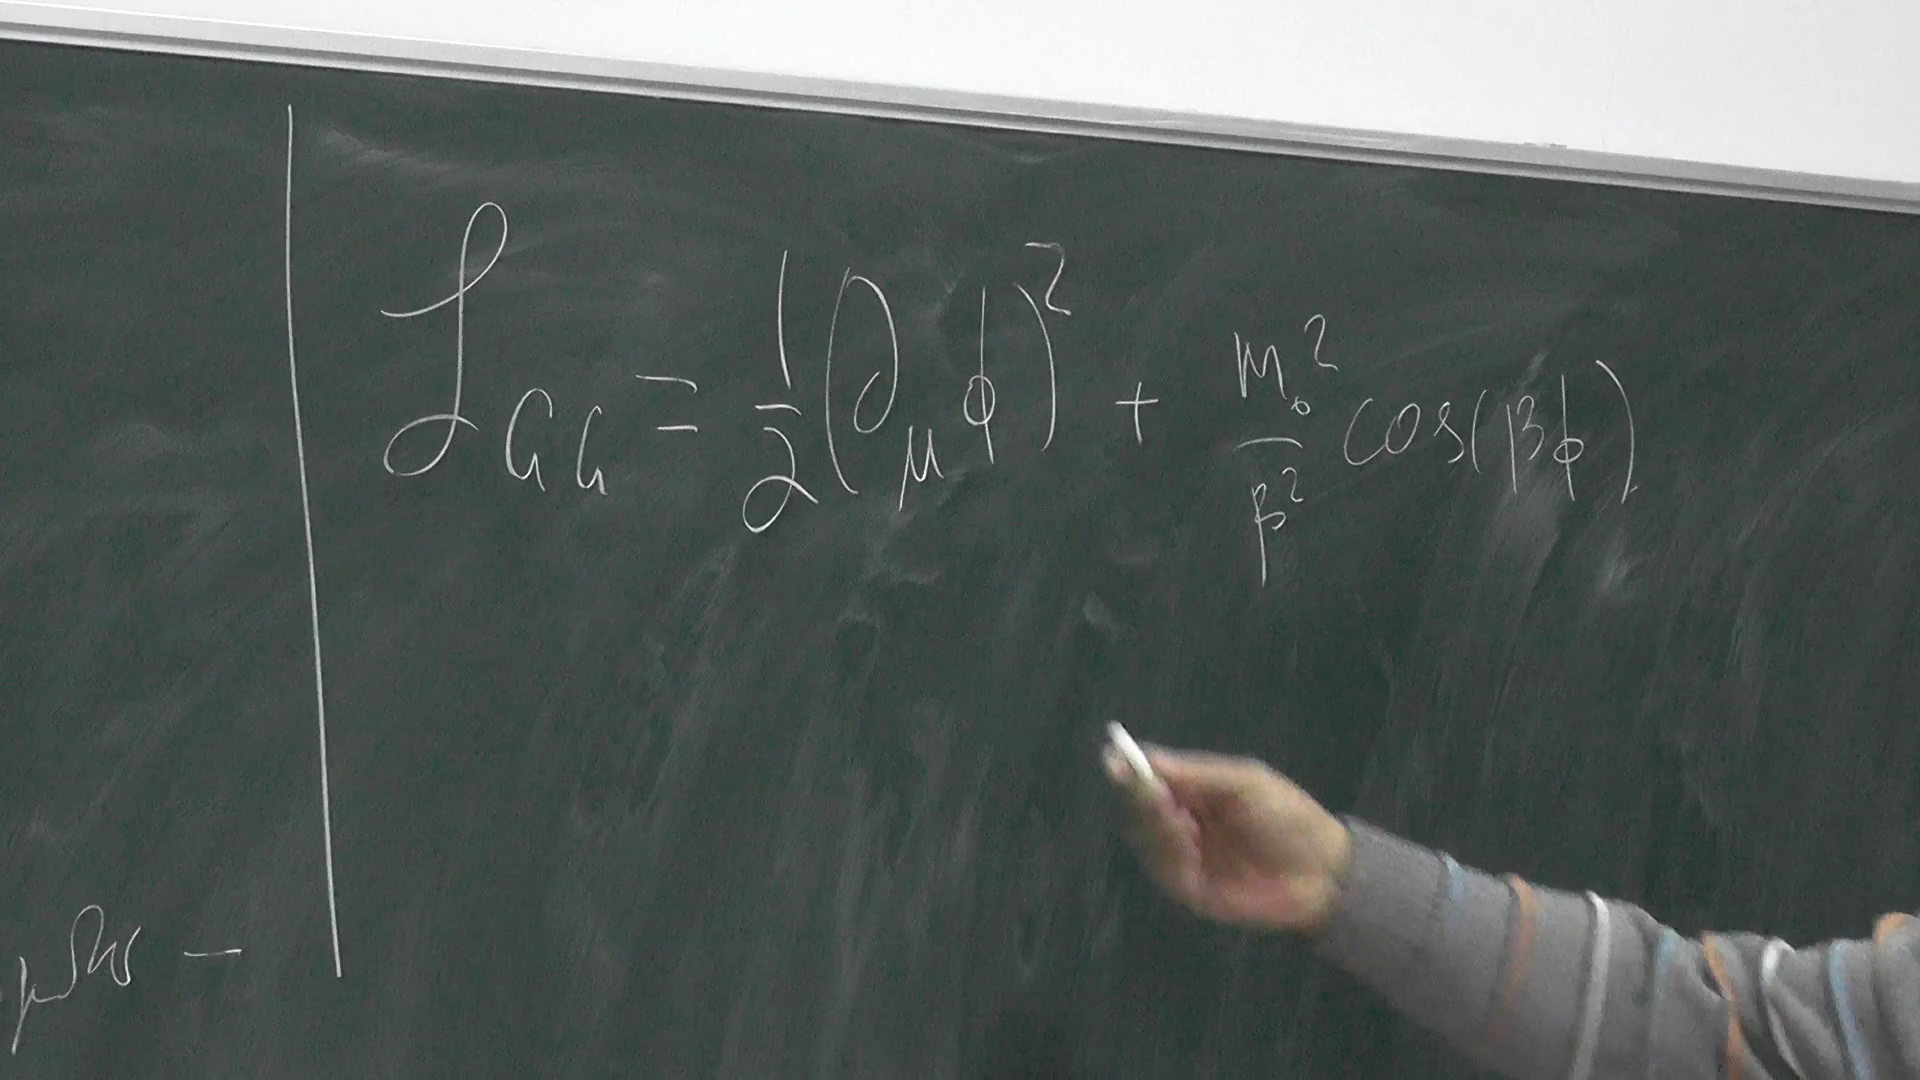 ℒ_GG = 1/2 (∂_μ ϕ)² + m₀²/β² cos(βϕ)